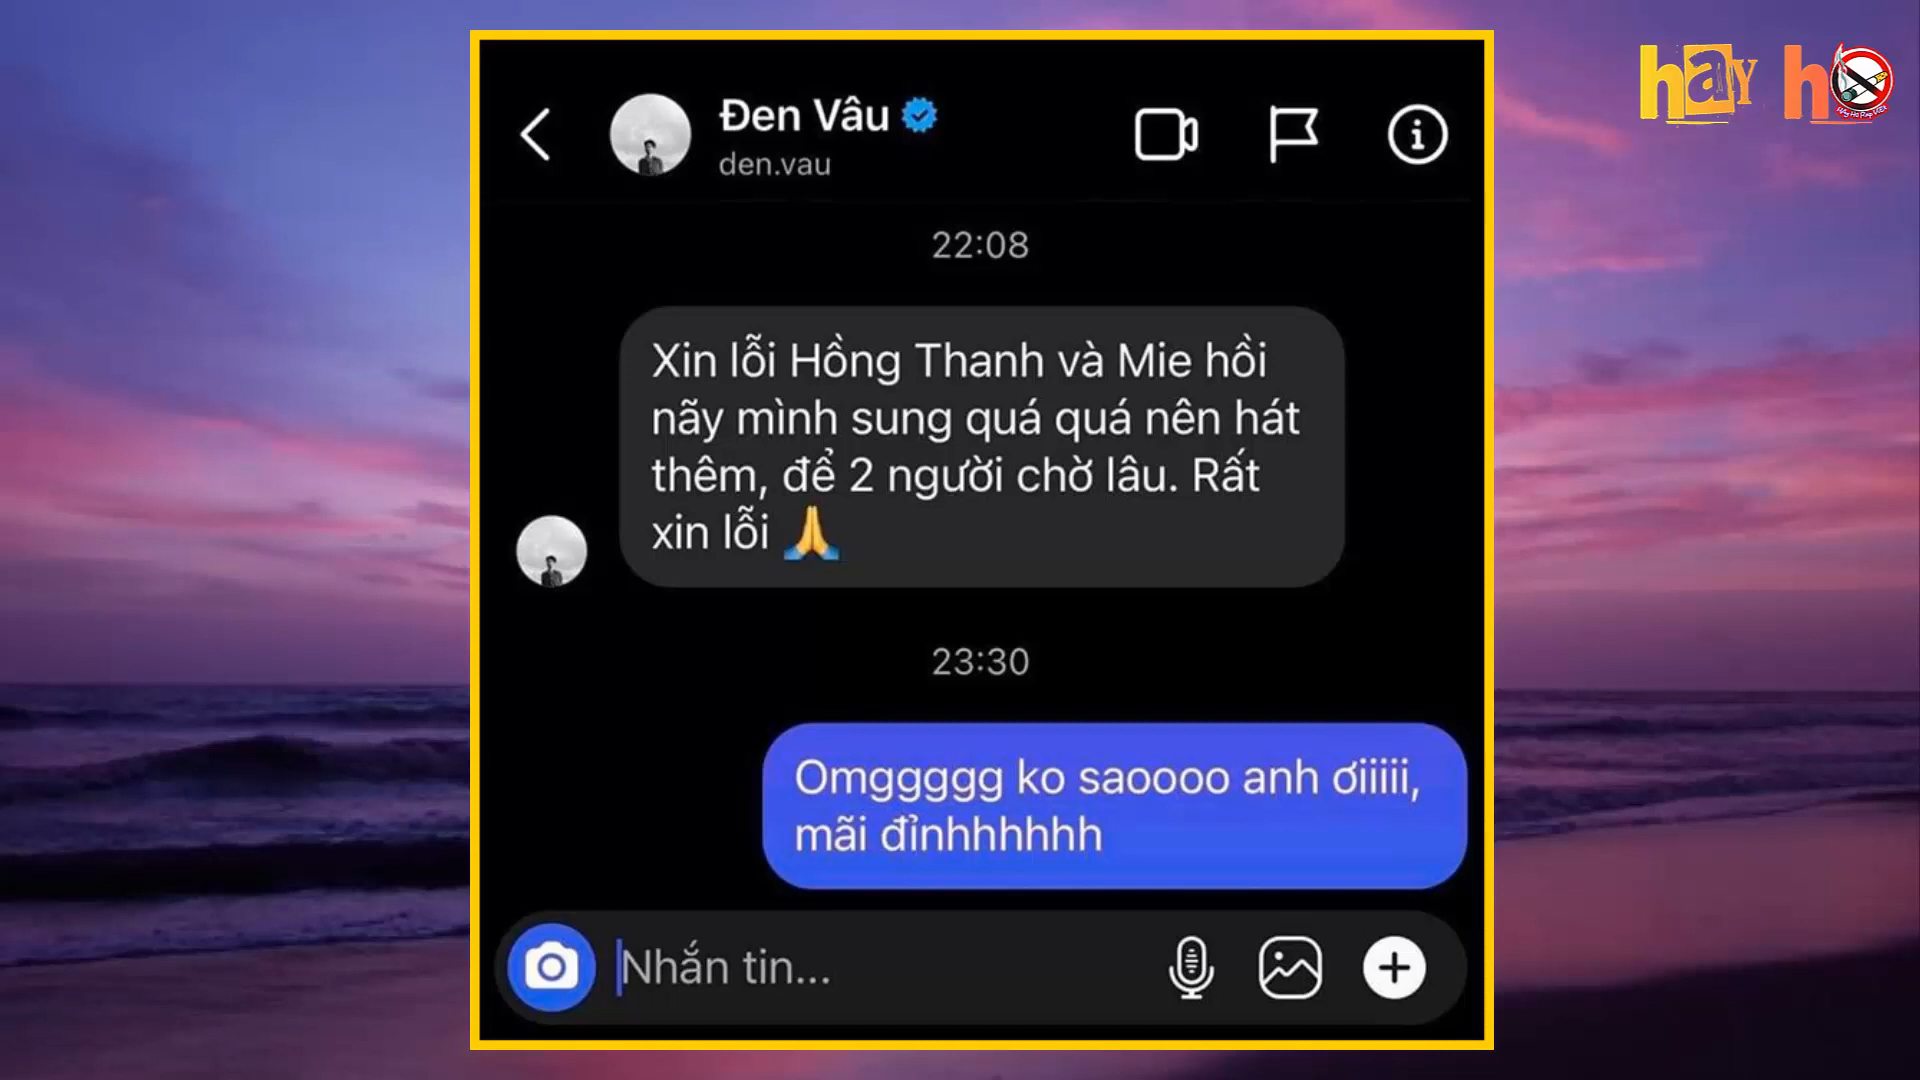 hay ho
Đen Vâu
den.vau
22:08
Xin lỗi Hồng Thanh và Mie hồi
nãy mình sung quá quá nên hát
thêm, để 2 người chờ lâu. Rất
xin lỗi 🙏
23:30
Omggggg ko saoooo anh ơiiiii,
mãi đỉnhhhhhh
Nhắn tin...